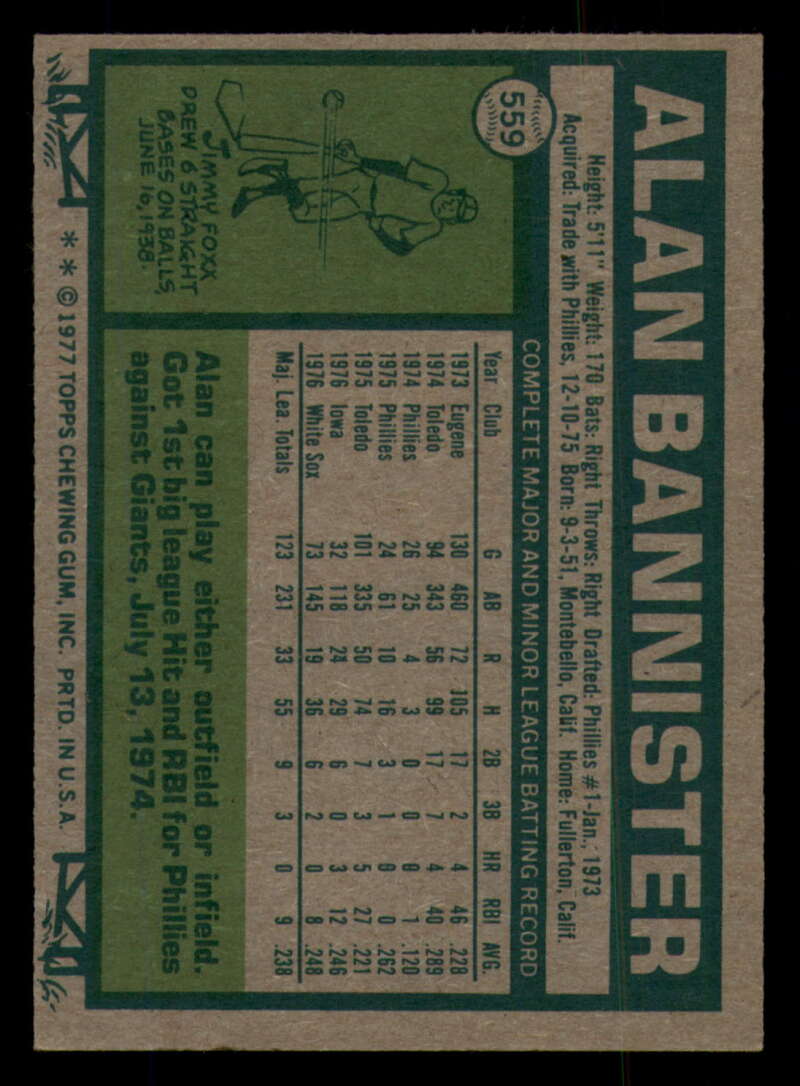 559
ALAN BANNISTER
Height: 5'11" Weight: 170 Bats: Right Throws: Right Drafted: Phillies #1-Jan., 1973
Acquired: Trade with Phillies, 12-10-75 Born: 9-3-51, Montebello, Calif. Home: Fullerton, Calif.
COMPLETE MAJOR AND MINOR LEAGUE BATTING RECORD
Year Club G AB R H 2B 3B HR RBI AVG.
1973 Eugene 130 460 72 105 17 2 4 46 .228
1974 Toledo 94 343 56 99 17 7 4 40 .289
1974 Phillies 26 25 4 3 0 0 0 1 .120
1975 Phillies 24 61 10 16 3 1 0 0 .262
1975 Toledo 101 335 50 74 7 3 5 27 .221
1976 Iowa 32 118 24 29 6 0 3 12 .246
1976 White Sox 73 145 19 36 6 2 0 8 .248
Maj. Lea. Totals 123 231 33 55 9 3 0 9 .238
JIMMY FOXX
DREW 6 STRAIGHT
BASES ON BALLS,
JUNE 16, 1938.
Alan can play either outfield or infield.
Got 1st big league Hit and RBI for Phillies
against Giants, July 13, 1974.
* * © 1977 TOPPS CHEWING GUM, INC. PRTD. IN U.S.A.